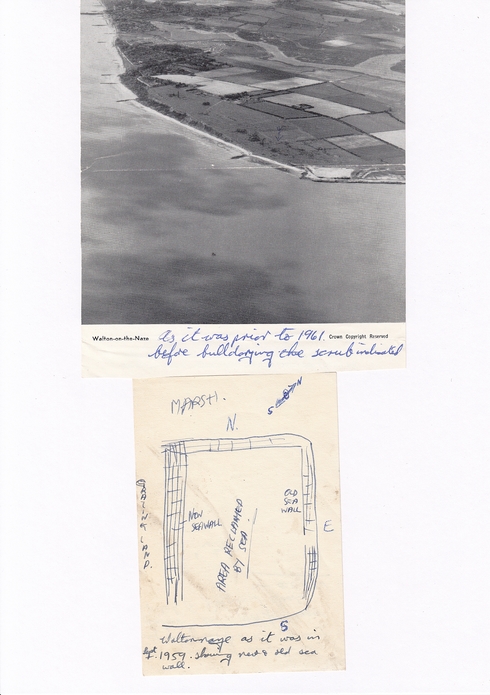 Walton-on-the-Naze
As it was prior to 1961. Crown Copyright Reserved
before bulldozing the scrub indicated
MARSH.
S N
N.
OLD
SEA
WALL
NEW
SEAWALL
AREA RECLAIMED
BY SEA.
E
LAND.
S
Walton naze as it was in
Sept. 1959. showing new & old sea
wall.